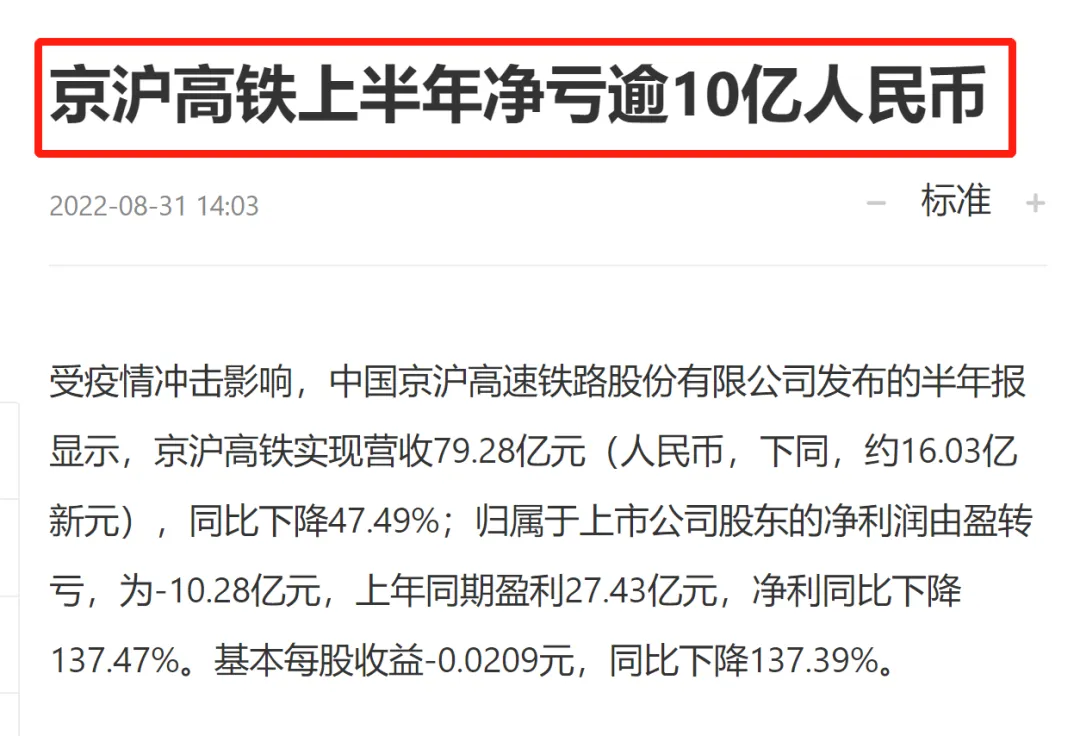 京沪高铁上半年净亏逾10亿人民币
2022-08-31 14:03
− 标准 +
受疫情冲击影响，中国京沪高速铁路股份有限公司发布的半年报
显示，京沪高铁实现营收79.28亿元（人民币，下同，约16.03亿
新元），同比下降47.49%；归属于上市公司股东的净利润由盈转
亏，为-10.28亿元，上年同期盈利27.43亿元，净利同比下降
137.47%。基本每股收益-0.0209元，同比下降137.39%。